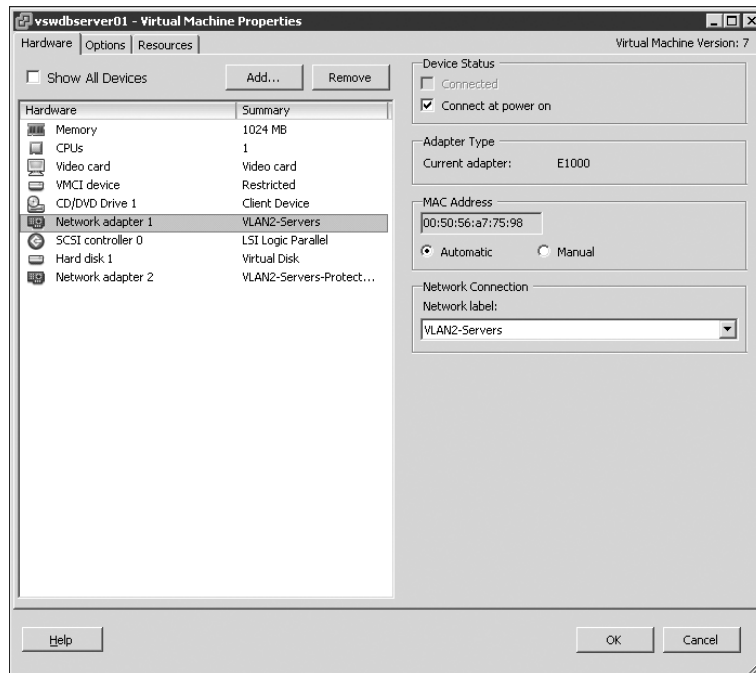 vswdbserver01 - Virtual Machine Properties
Hardware Options Resources Virtual Machine Version: 7
Show All Devices Add... Remove
Hardware Summary
Memory 1024 MB
CPUs 1
Video card Video card
VMCI device Restricted
CD/DVD Drive 1 Client Device
Network adapter 1 VLAN2-Servers
SCSI controller 0 LSI Logic Parallel
Hard disk 1 Virtual Disk
Network adapter 2 VLAN2-Servers-Protect...
Device Status
Connected
Connect at power on
Adapter Type
Current adapter: E1000
MAC Address
00:50:56:a7:75:98
Automatic Manual
Network Connection
Network label:
VLAN2-Servers
Help OK Cancel